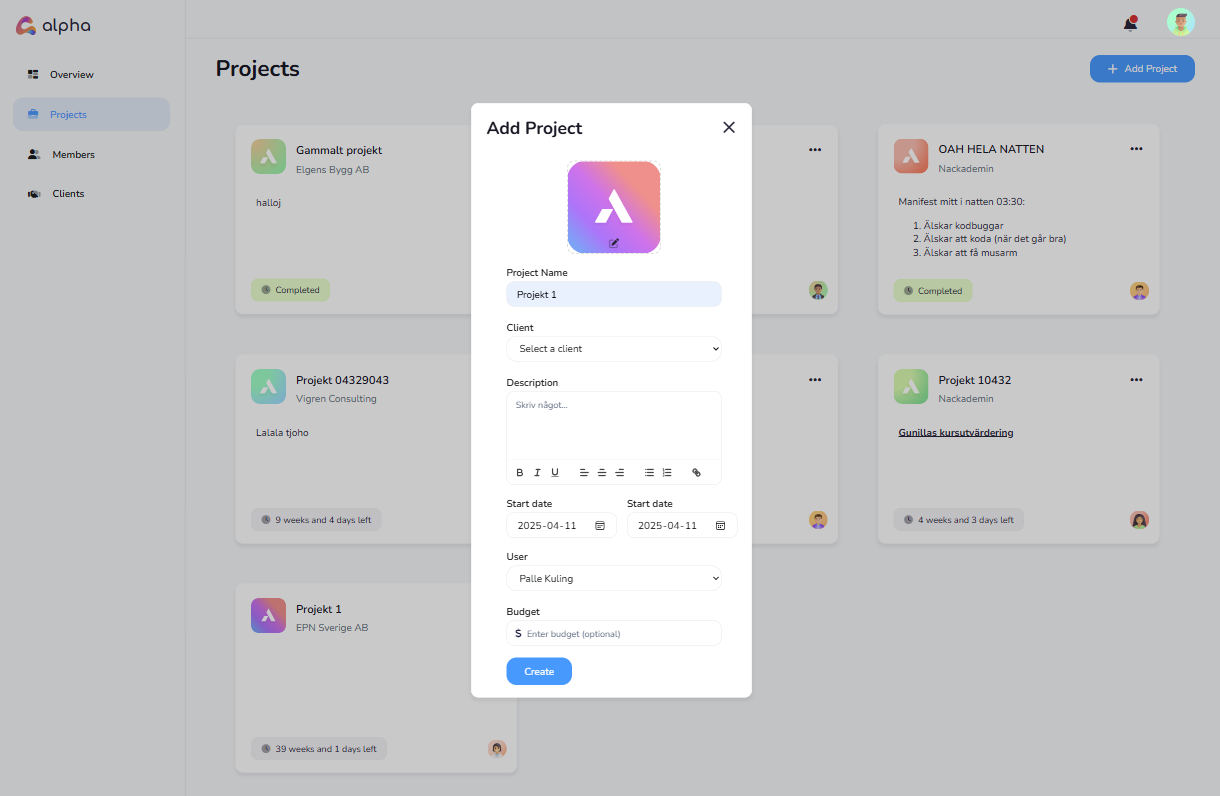 alpha
Overview
Projects
Members
Clients
Projects
+ Add Project
Gammalt projekt
Elgens Bygg AB
halloj
Completed
OAH HELA NATTEN
Nackademin
Manifest mitt i natten 03:30:
1. Älskar kodbuggar
2. Älskar att koda (när det går bra)
3. Älskar att få musarm
Completed
Projekt 04329043
Vigren Consulting
Lalala tjoho
9 weeks and 4 days left
Projekt 10432
Nackademin
Gunillas kursutvärdering
4 weeks and 3 days left
Projekt 1
EPN Sverige AB
39 weeks and 1 days left
Add Project
Project Name
Projekt 1
Client
Select a client
Description
Skriv något...
B I U
Start date Start date
2025-04-11 2025-04-11
User
Palle Kuling
Budget
$ Enter budget (optional)
Create